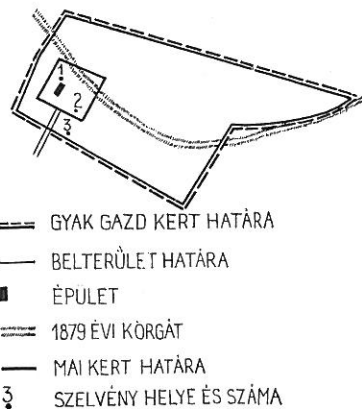 1
2
3
GYAK GAZD KERT HATÁRA
BELTERÜLET HATÁRA
ÉPÜLET
1879 ÉVI KÖRGÁT
MAI KERT HATÁRA
3 SZELVÉNY HELYE ÉS SZÁMA